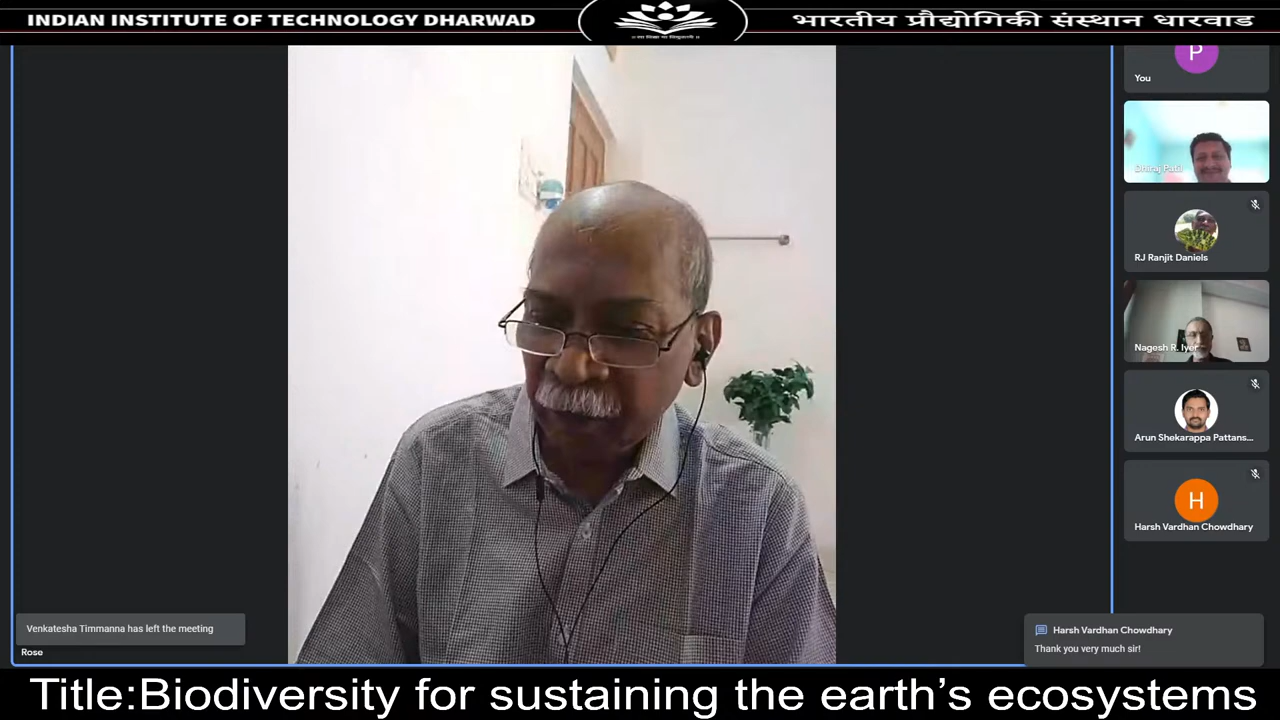 INDIAN INSTITUTE OF TECHNOLOGY DHARWAD
भारतीय प्रौद्योगिकी संस्थान धारवाड
P
You
Dhiraj Patil
RJ Ranjit Daniels
Nagesh R. Iyer
Arun Shekarappa Pattans...
H
Harsh Vardhan Chowdhary
Venkatesha Timmanna has left the meeting
Rose
Harsh Vardhan Chowdhary
Thank you very much sir!
Title:Biodiversity for sustaining the earth's ecosystems